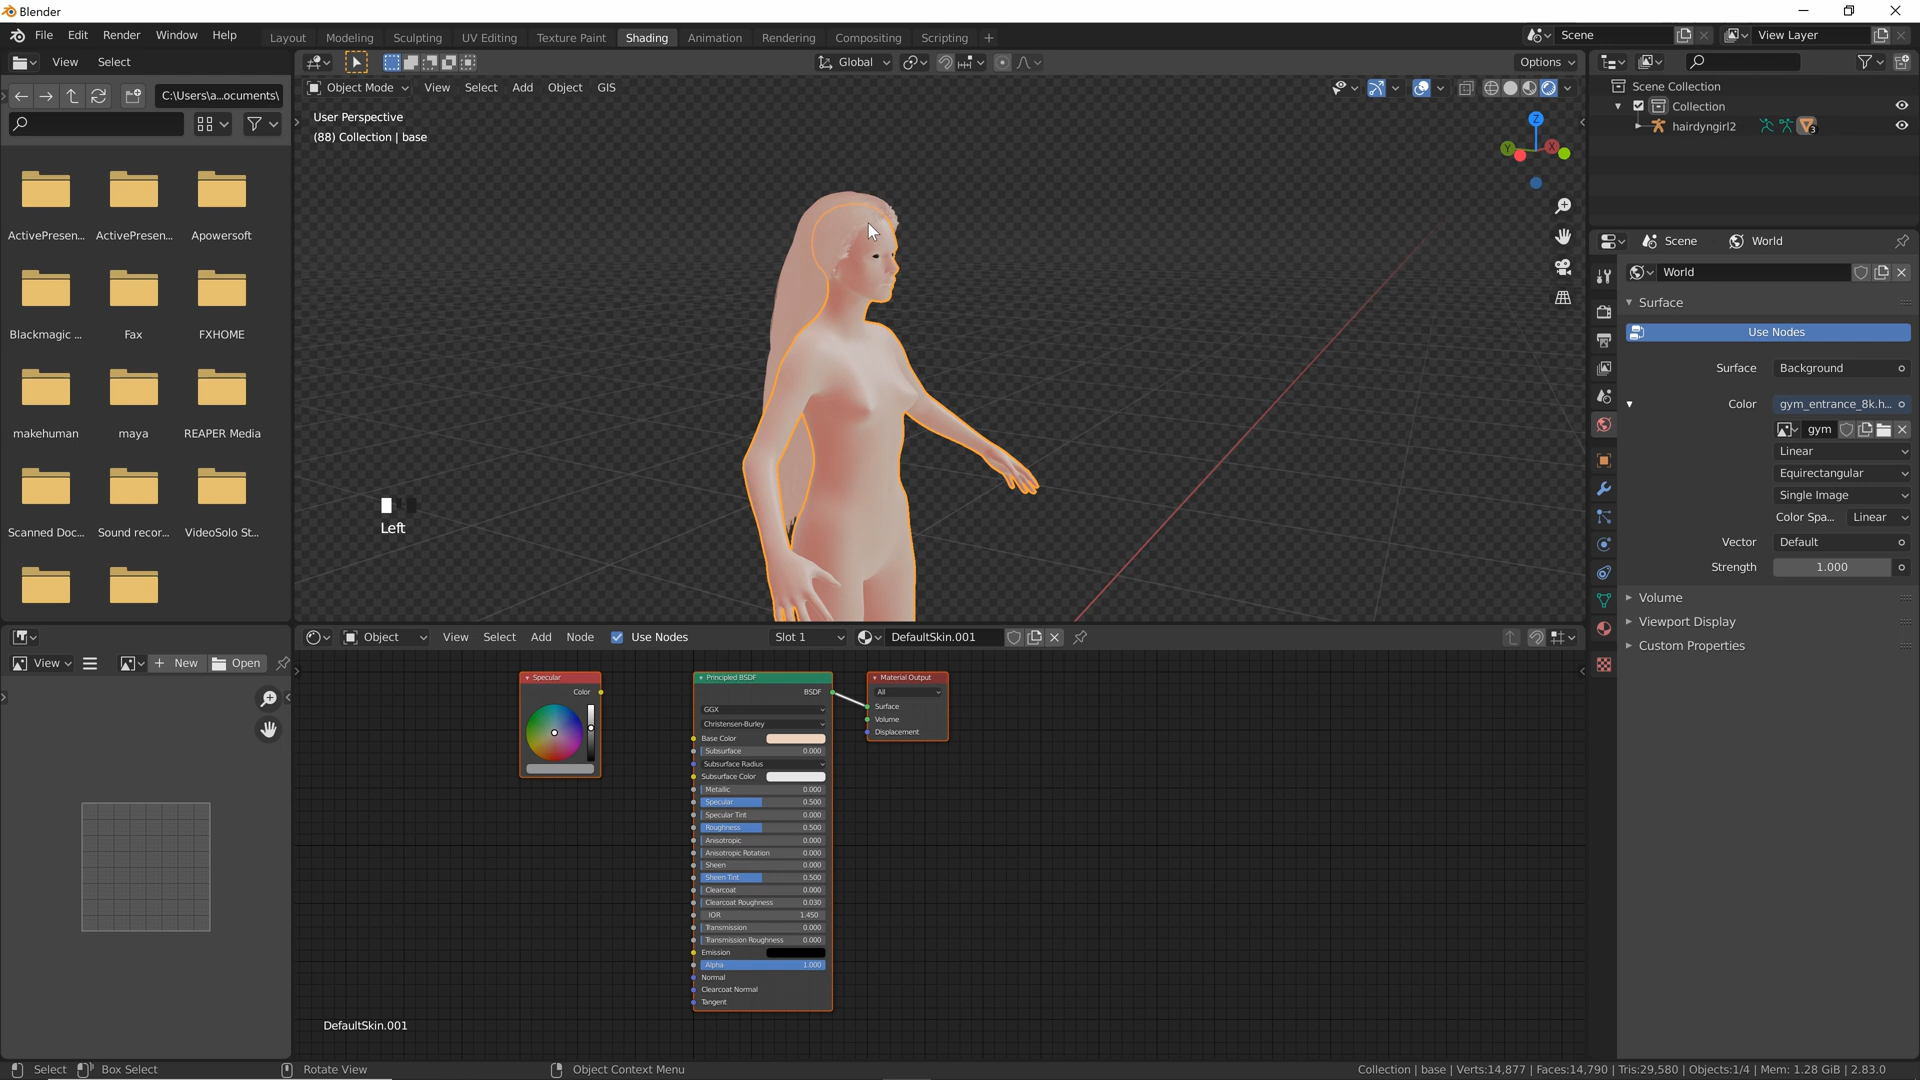 Blender
File Edit Render Window Help
Layout Modeling Sculpting UV Editing Texture Paint Shading Animation Rendering Compositing Scripting +
Scene
View Layer
View Select
Global
Options
C:\Users\a...ocuments\
Object Mode View Select Add Object GIS
User Perspective
(88) Collection | base
Z
Y
X
ActivePresen... ActivePresen... Apowersoft
Blackmagic ... Fax FXHOME
makehuman maya REAPER Media
Scanned Doc... Sound recor... VideoSolo St...
Left
Scene Collection
Collection
hairdyngirl2
3
Scene World
World
Surface
Use Nodes
Surface Background
Color gym_entrance_8k.h...
gym
Linear
Equirectangular
Single Image
Color Spa... Linear
Vector Default
Strength 1.000
Volume
Viewport Display
Custom Properties
View + New Open
Object View Select Add Node Use Nodes Slot 1 DefaultSkin.001
Specular
Color
Principled BSDF
BSDF
GGX
Christensen-Burley
Base Color
Subsurface 0.000
Subsurface Radius
Subsurface Color
Metallic 0.000
Specular 0.500
Specular Tint 0.000
Roughness 0.500
Anisotropic 0.000
Anisotropic Rotation 0.000
Sheen 0.000
Sheen Tint 0.500
Clearcoat 0.000
Clearcoat Roughness 0.030
IOR 1.450
Transmission 0.000
Transmission Roughness 0.000
Emission
Alpha 1.000
Normal
Clearcoat Normal
Tangent
Material Output
All
Surface
Volume
Displacement
DefaultSkin.001
Select Box Select Rotate View Object Context Menu
Collection | base | Verts:14,877 | Faces:14,790 | Tris:29,580 | Objects:1/4 | Mem: 1.28 GiB | 2.83.0